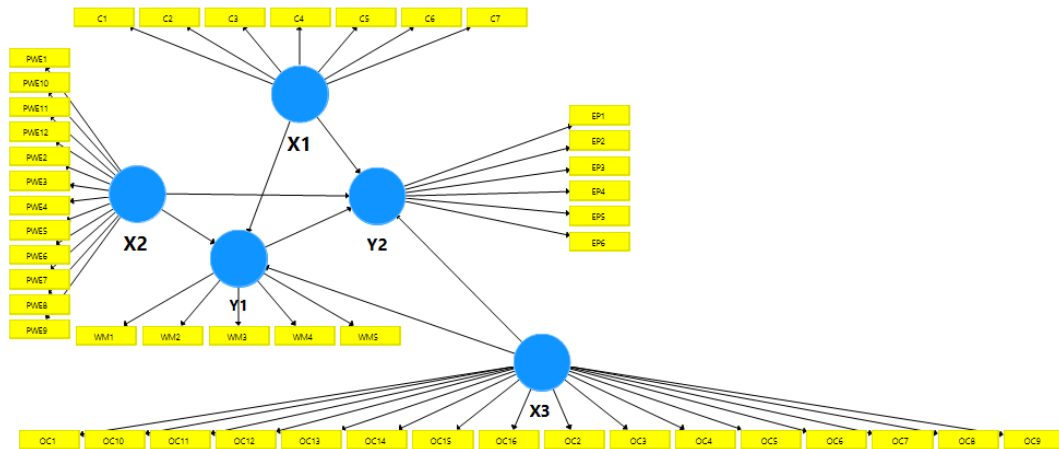 C1 C2 C3 C4 C5 C6 C7
PWE1
PWE10
PWE11
PWE12
PWE2
PWE3
PWE4
PWE5
PWE6
PWE7
PWE8
PWE9
X1
X2
Y2
Y1
EP1
EP2
EP3
EP4
EP5
EP6
WM1 WM2 WM3 WM4 WM5
X3
OC1 OC10 OC11 OC12 OC13 OC14 OC15 OC16 OC2 OC3 OC4 OC5 OC6 OC7 OC8 OC9